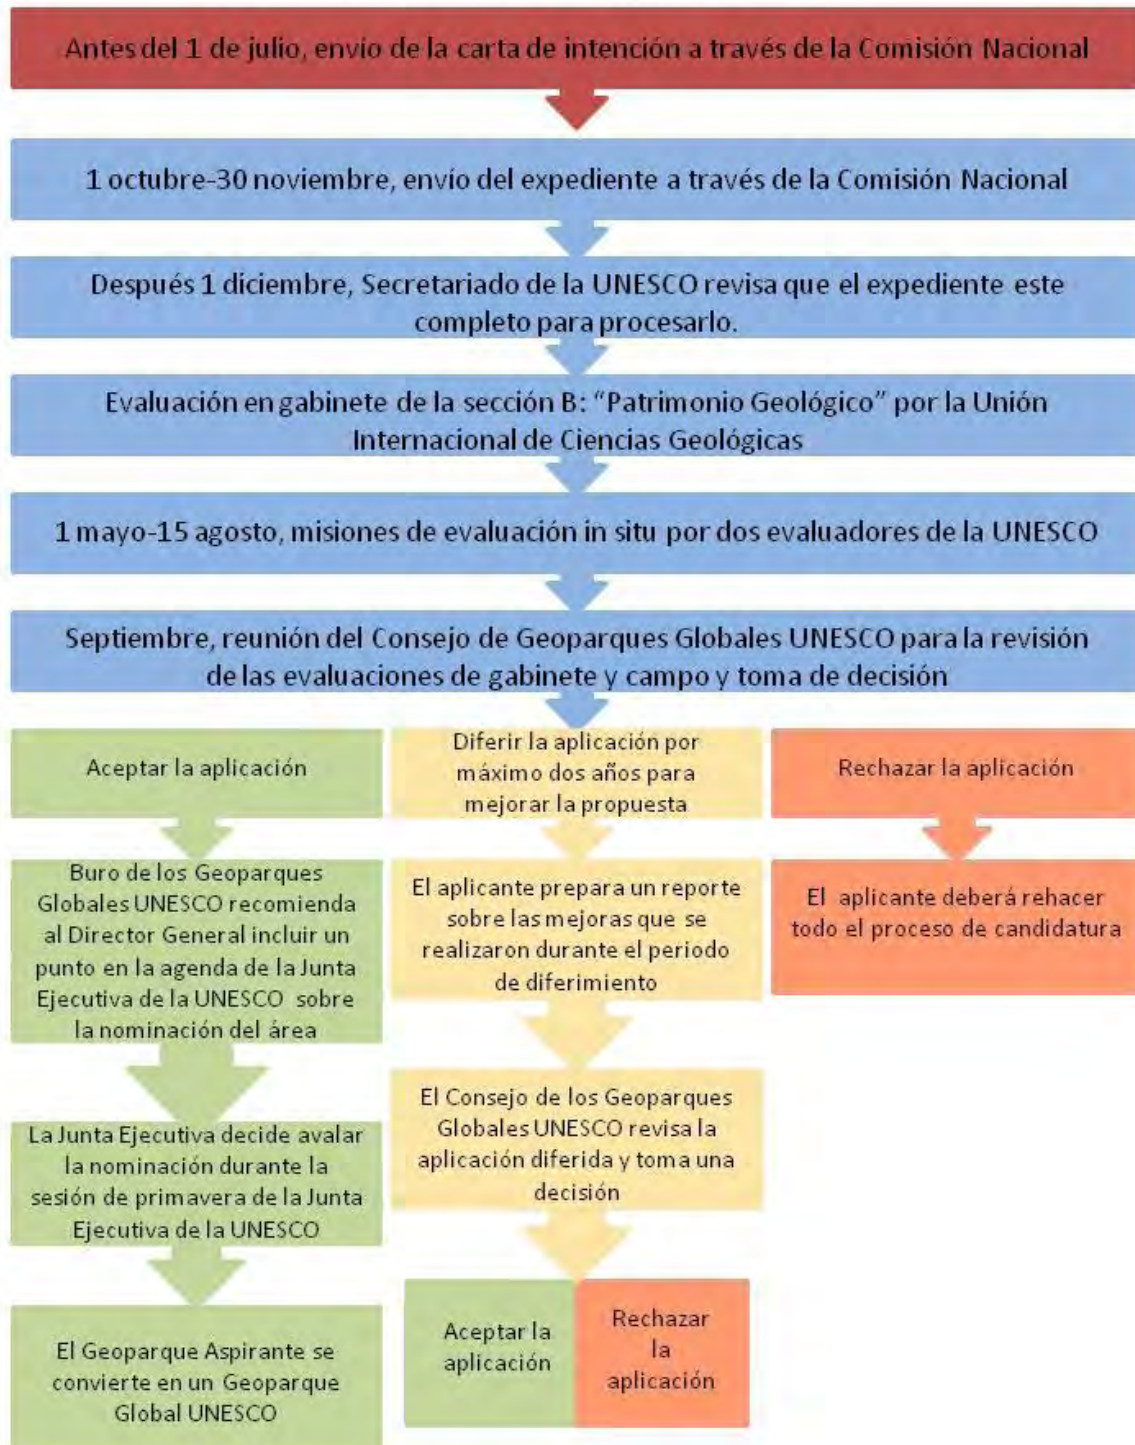 Antes del 1 de julio, envío de la carta de intención a través de la Comisión Nacional
1 octubre-30 noviembre, envío del expediente a través de la Comisión Nacional
Después 1 diciembre, Secretariado de la UNESCO revisa que el expediente este
completo para procesarlo.
Evaluación en gabinete de la sección B: “Patrimonio Geológico” por la Unión
Internacional de Ciencias Geológicas
1 mayo-15 agosto, misiones de evaluación in situ por dos evaluadores de la UNESCO
Septiembre, reunión del Consejo de Geoparques Globales UNESCO para la revisión
de las evaluaciones de gabinete y campo y toma de decisión
Aceptar la aplicación
Buro de los Geoparques
Globales UNESCO recomienda
al Director General incluir un
punto en la agenda de la Junta
Ejecutiva de la UNESCO sobre
la nominación del área
La Junta Ejecutiva decide avalar
la nominación durante la
sesión de primavera de la Junta
Ejecutiva de la UNESCO
El Geoparque Aspirante se
convierte en un Geoparque
Global UNESCO
Diferir la aplicación por
máximo dos años para
mejorar la propuesta
El aplicante prepara un reporte
sobre las mejoras que se
realizaron durante el periodo
de diferimiento
El Consejo de los Geoparques
Globales UNESCO revisa la
aplicación diferida y toma una
decisión
Aceptar la
aplicación
Rechazar
la
aplicación
Rechazar la aplicación
El aplicante deberá rehacer
todo el proceso de candidatura